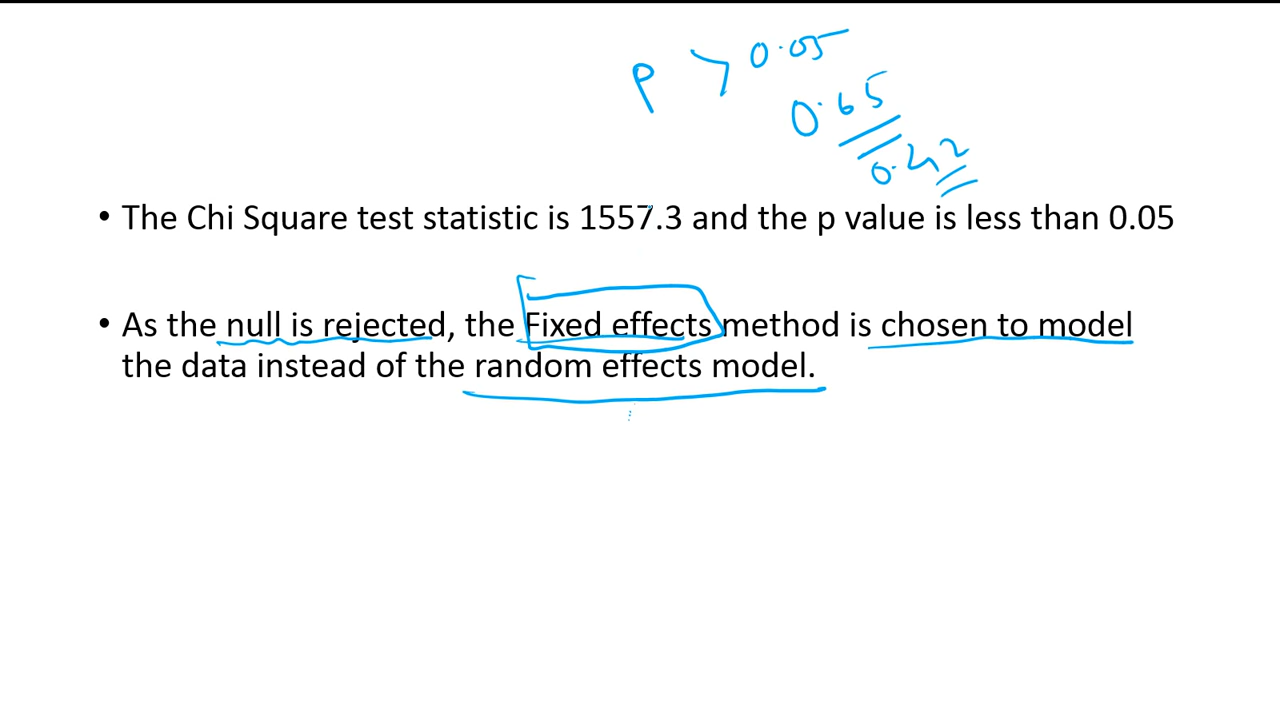 p > 0.05
0.65
0.42
• The Chi Square test statistic is 1557.3 and the p value is less than 0.05
• As the null is rejected, the Fixed effects method is chosen to model
the data instead of the random effects model.